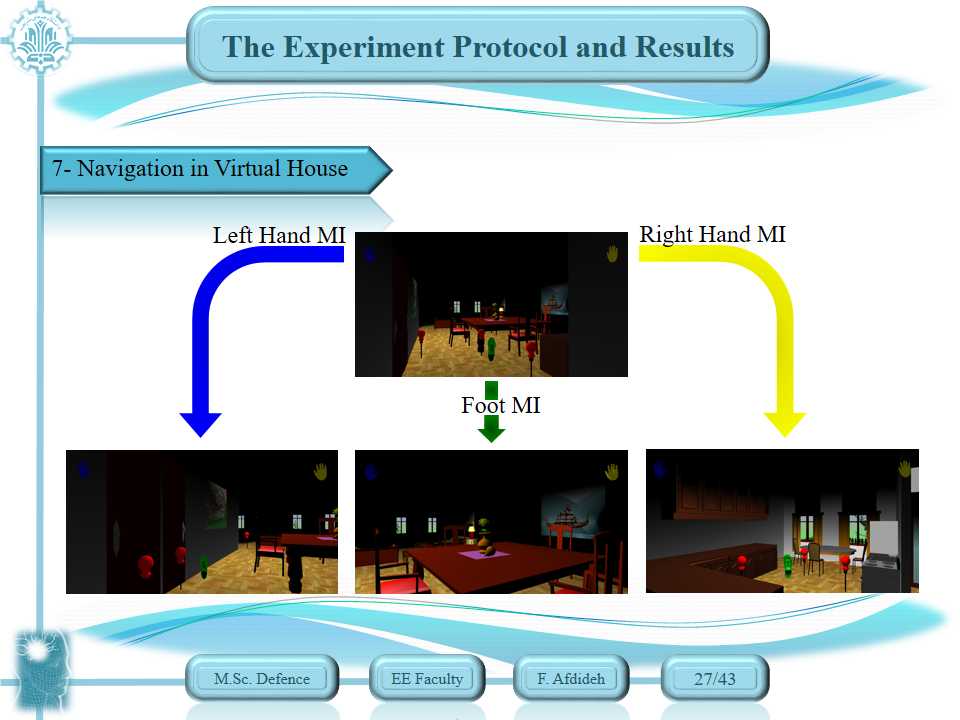 The Experiment Protocol and Results
7- Navigation in Virtual House
Left Hand MI
Right Hand MI
Foot MI
M.Sc. Defence
EE Faculty
F. Afdideh
27/43